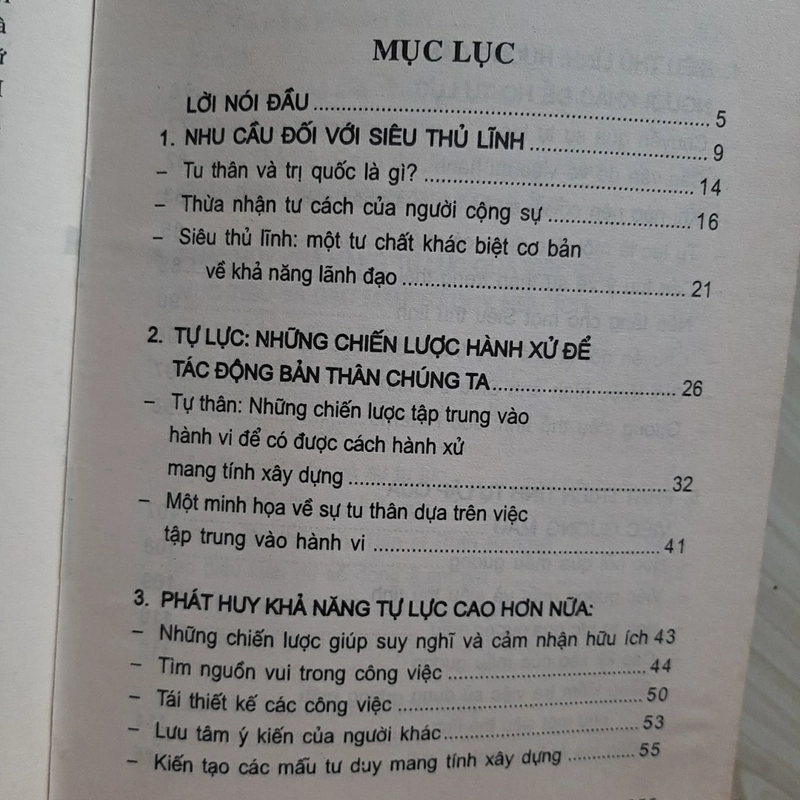 MỤC LỤC
LỜI NÓI ĐẦU ........ 5
1. NHU CẦU ĐỐI VỚI SIÊU THỦ LĨNH ........ 9
– Tu thân và trị quốc là gì? ........ 14
– Thừa nhận tư cách của người cộng sự ........ 16
– Siêu thủ lĩnh: một tư chất khác biệt cơ bản
về khả năng lãnh đạo ........ 21
2. TỰ LỰC: NHỮNG CHIẾN LƯỢC HÀNH XỬ ĐỂ
TÁC ĐỘNG BẢN THÂN CHÚNG TA ........ 26
– Tự thân: Những chiến lược tập trung vào
hành vi để có được cách hành xử
mang tính xây dựng ........ 32
– Một minh họa về sự tu thân dựa trên việc
tập trung vào hành vi ........ 41
3. PHÁT HUY KHẢ NĂNG TỰ LỰC CAO HƠN NỮA:
– Những chiến lược giúp suy nghĩ và cảm nhận hữu ích 43
– Tìm nguồn vui trong công việc ........ 44
– Tái thiết kế các công việc ........ 50
– Lưu tâm ý kiến của người khác ........ 53
– Kiến tạo các mẫu tư duy mang tính xây dựng ........ 55